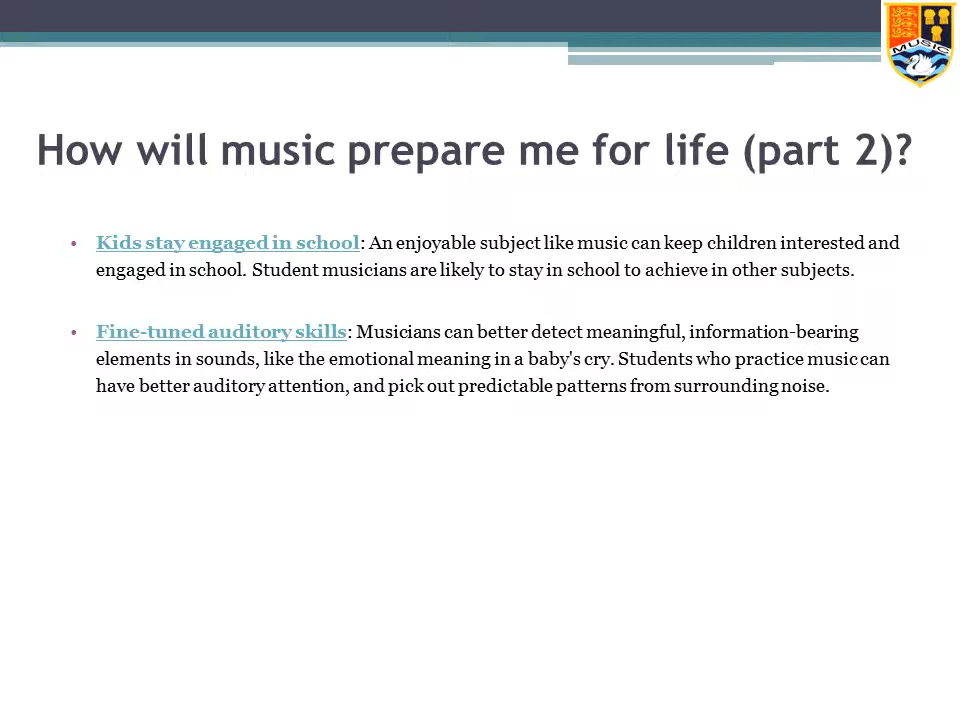 MUSIC
How will music prepare me for life (part 2)?
• Kids stay engaged in school: An enjoyable subject like music can keep children interested and
engaged in school. Student musicians are likely to stay in school to achieve in other subjects.
• Fine-tuned auditory skills: Musicians can better detect meaningful, information-bearing
elements in sounds, like the emotional meaning in a baby's cry. Students who practice music can
have better auditory attention, and pick out predictable patterns from surrounding noise.